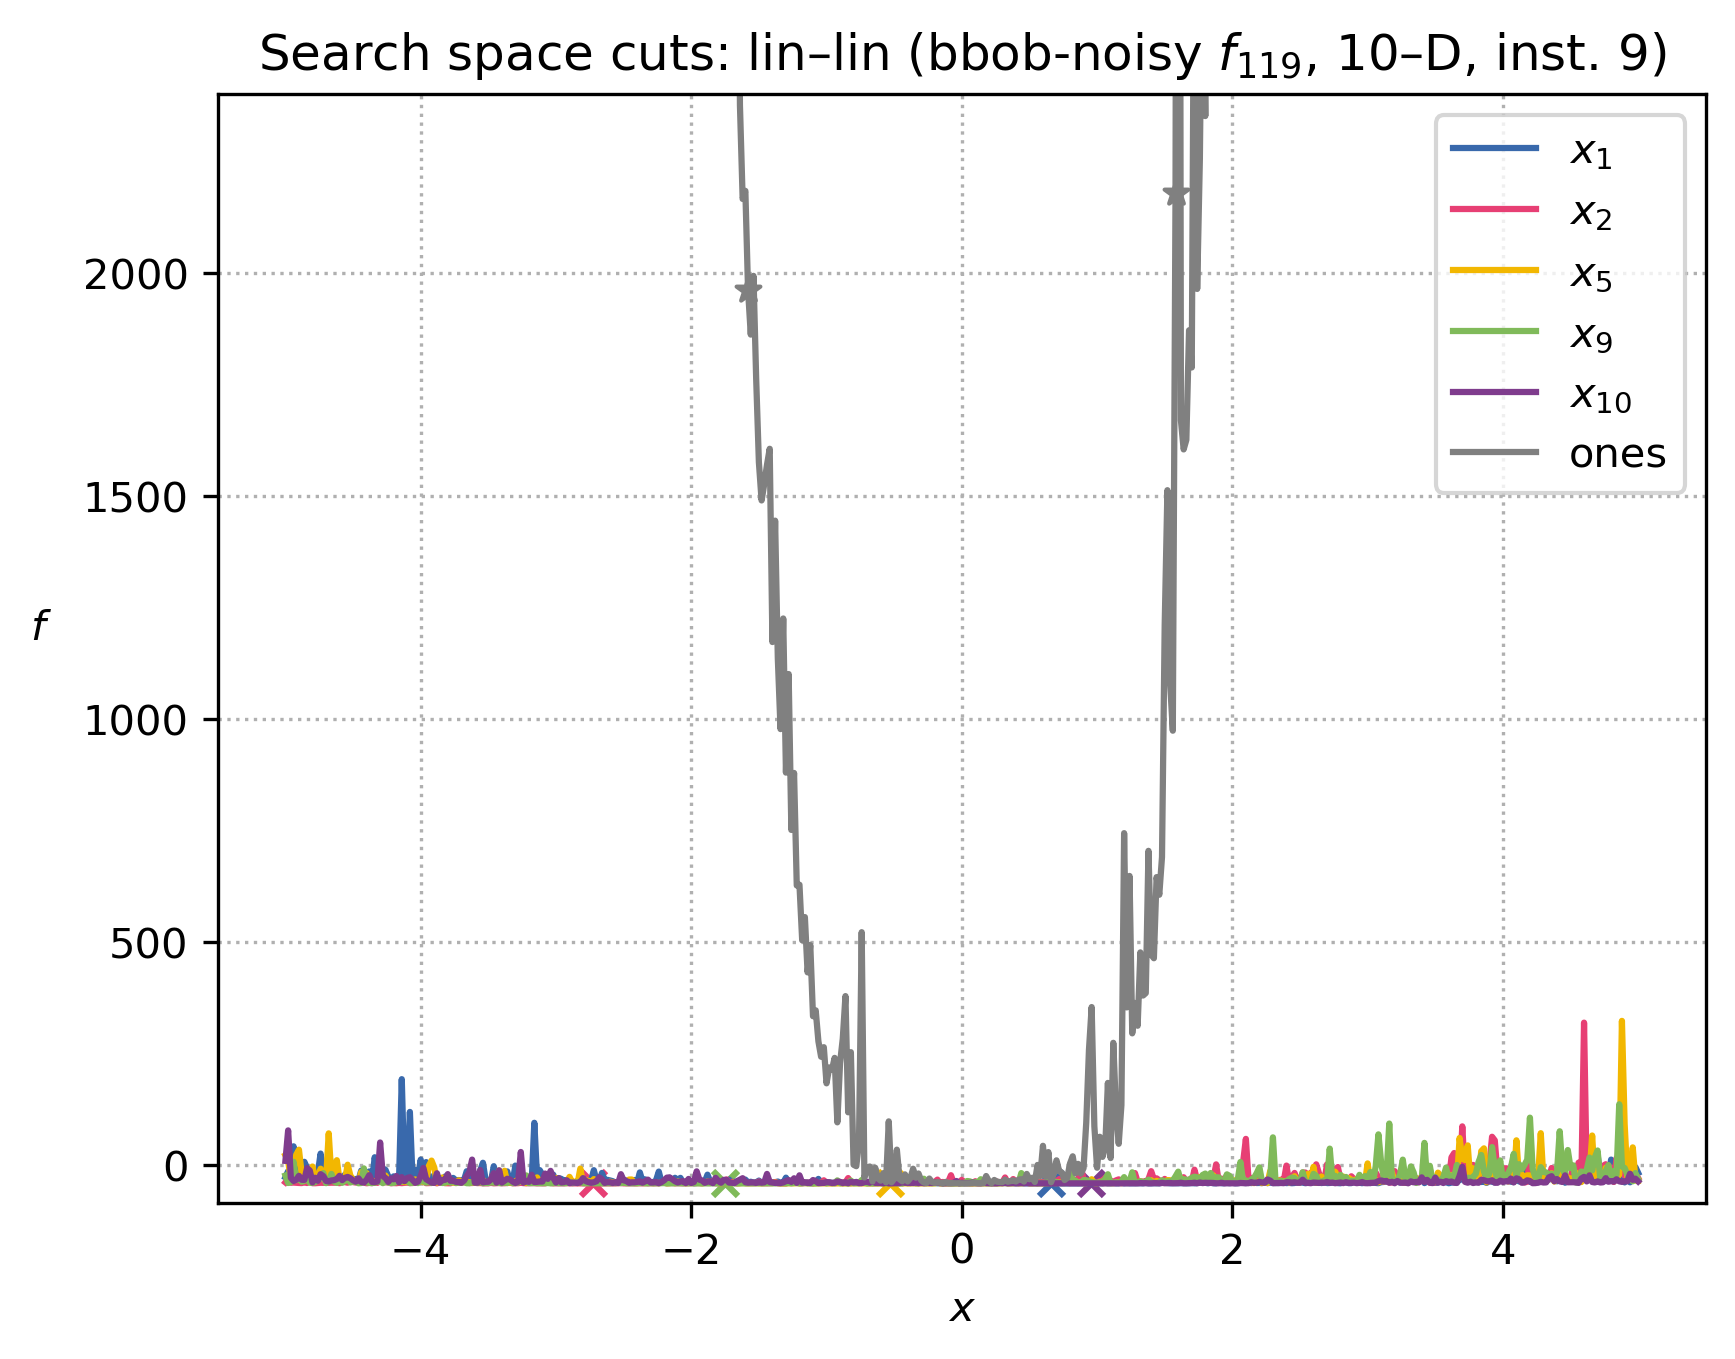 Search space cuts: lin–lin (bbob-noisy f₁₁₉, 10–D, inst. 9)
x₁
x₂
x₅
x₉
x₁₀
ones
2000
1500
1000
500
0
f
−4
−2
0
2
4
x